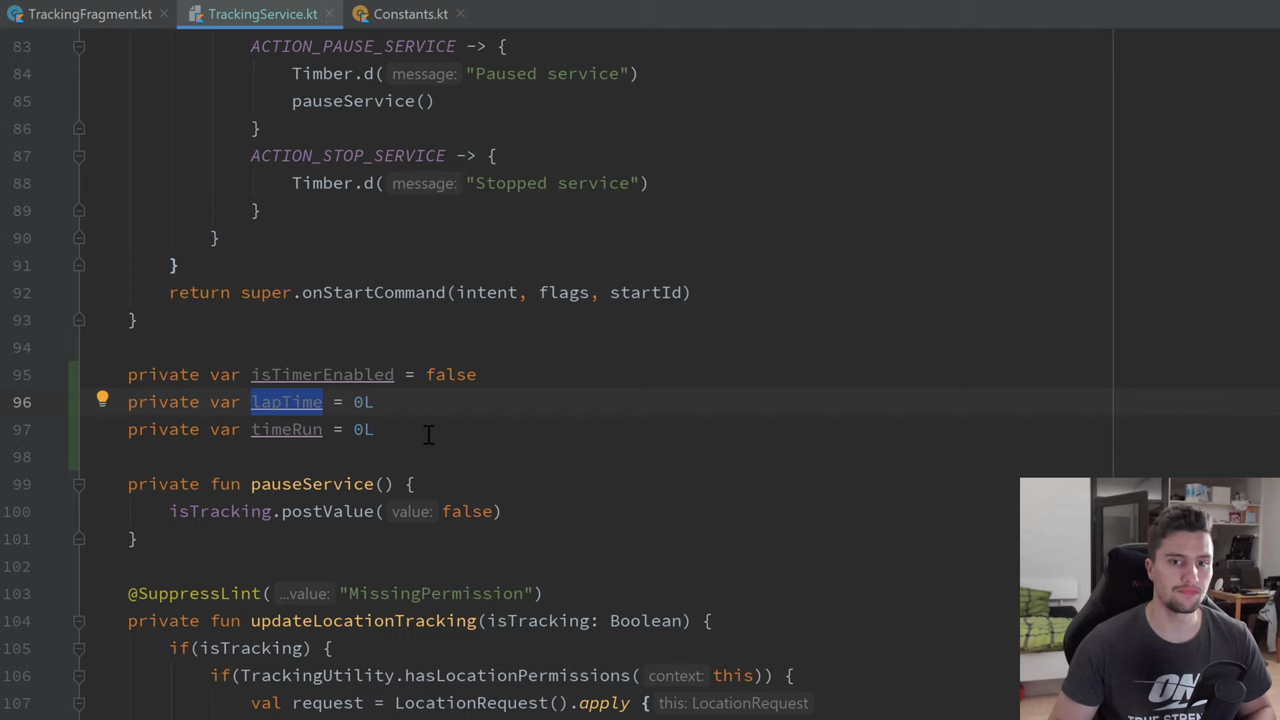 TrackingFragment.kt TrackingService.kt Constants.kt
83 ACTION_PAUSE_SERVICE -> {
84 Timber.d( message: "Paused service")
85 pauseService()
86 }
87 ACTION_STOP_SERVICE -> {
88 Timber.d( message: "Stopped service")
89 }
90 }
91 }
92 return super.onStartCommand(intent, flags, startId)
93 }
94
95 private var isTimerEnabled = false
96 private var lapTime = 0L
97 private var timeRun = 0L
98
99 private fun pauseService() {
100 isTracking.postValue( value: false)
101 }
102
103 @SuppressLint( ...value: "MissingPermission")
104 private fun updateLocationTracking(isTracking: Boolean) {
105 if(isTracking) {
106 if(TrackingUtility.hasLocationPermissions( context: this)) {
107 val request = LocationRequest().apply { this: LocationRequest
ON
TRUE STREN